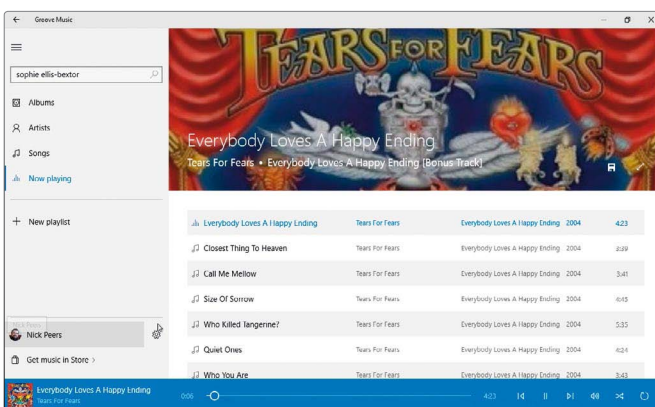 Groove Music
TEARS FOR FEARS
sophie ellis-bextor
Albums
Artists
Songs
Now playing
New playlist
Nick Peers
Nick Peers
Get music in Store >
Everybody Loves A Happy Ending
Tears For Fears • Everybody Loves A Happy Ending [Bonus Track]
Everybody Loves A Happy Ending Tears For Fears Everybody Loves A Happy Ending 2004 4:23
Closest Thing To Heaven Tears For Fears Everybody Loves A Happy Ending 2004 3:39
Call Me Mellow Tears For Fears Everybody Loves A Happy Ending 2004 3:41
Size Of Sorrow Tears For Fears Everybody Loves A Happy Ending 2004 4:45
Who Killed Tangerine? Tears For Fears Everybody Loves A Happy Ending 2004 5:35
Quiet Ones Tears For Fears Everybody Loves A Happy Ending 2004 4:24
Who You Are Tears For Fears Everybody Loves A Happy Ending 2004 3:43
Everybody Loves A Happy Ending
Tears For Fears
0:06
4:23